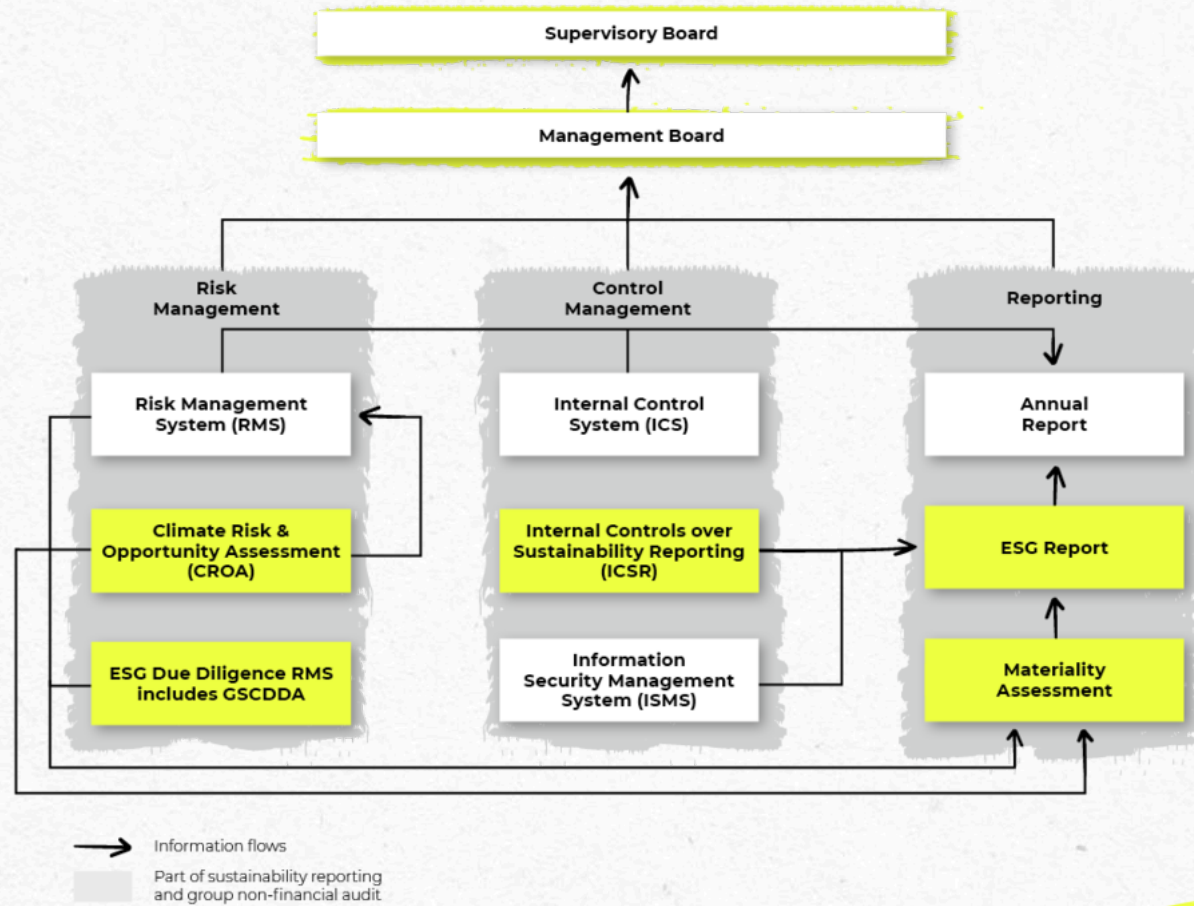 Supervisory Board
Management Board
Risk
Management
Control
Management
Reporting
Risk Management
System (RMS)
Internal Control
System (ICS)
Annual
Report
Climate Risk &
Opportunity Assessment
(CROA)
Internal Controls over
Sustainability Reporting
(ICSR)
ESG Report
ESG Due Diligence RMS
includes GSCDDA
Information
Security Management
System (ISMS)
Materiality
Assessment
Information flows
Part of sustainability reporting
and group non-financial audit